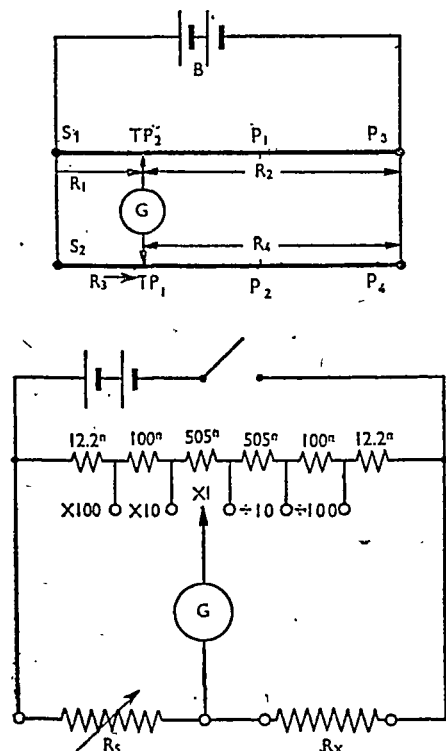 B
S1 TP2 P1 P3
R1 R2
G
S2 R4
R3 TP1 P2 P4
12.2Ω 100Ω 505Ω 505Ω 100Ω 12.2Ω
X100 X10 X1 ÷10 ÷100
G
RS RX